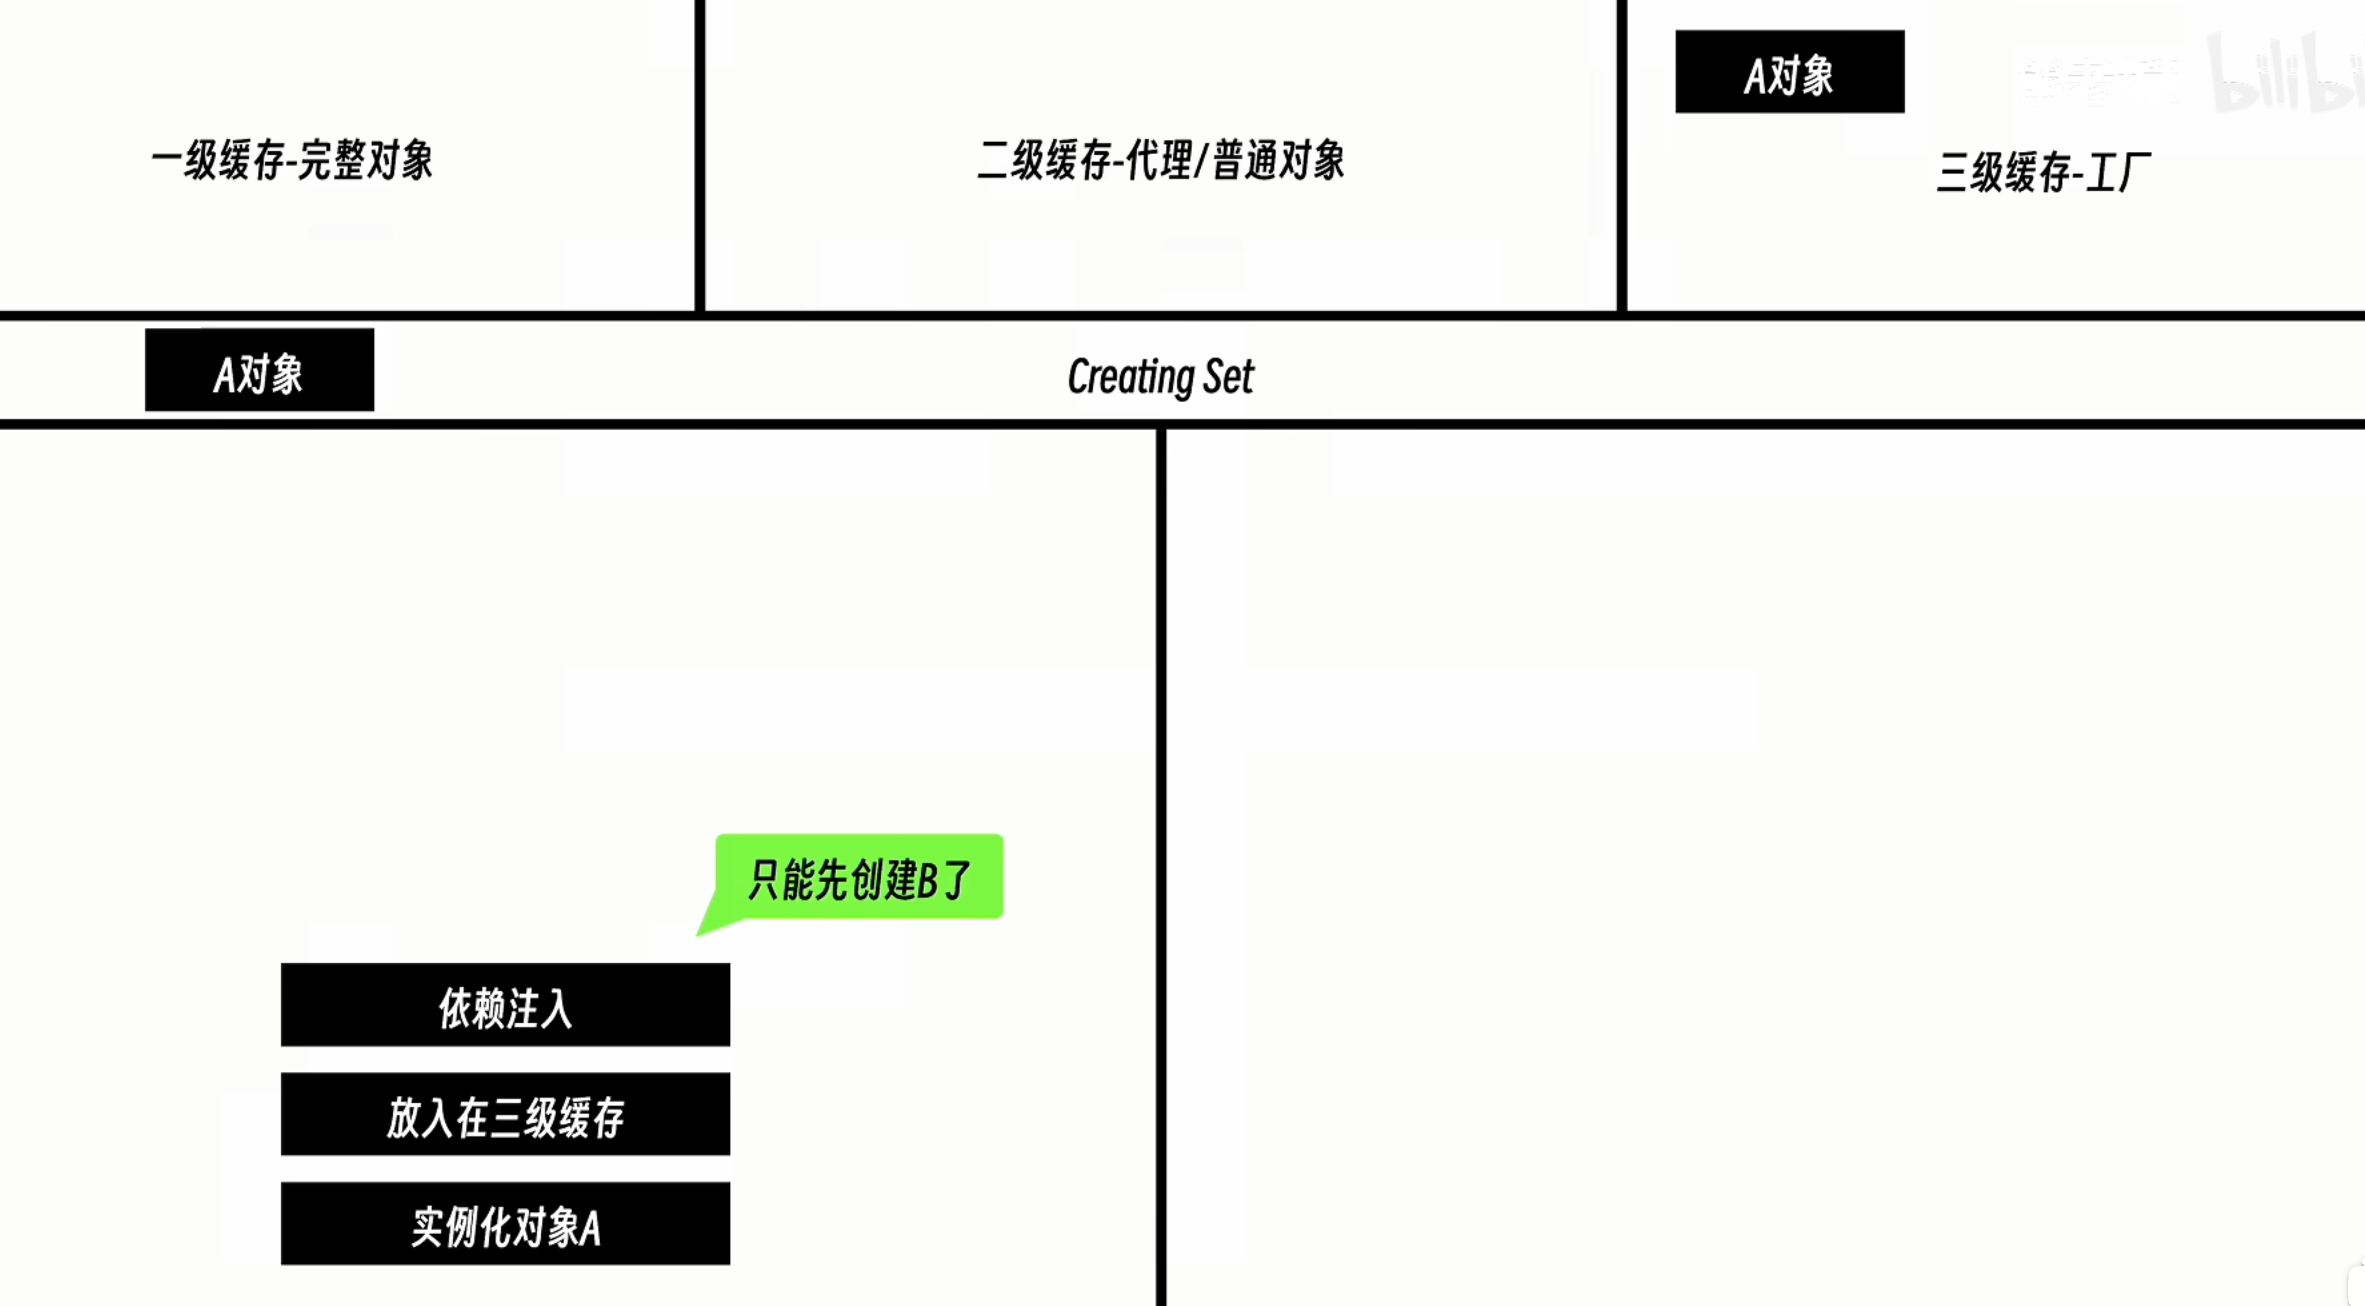 A对象
一级缓存-完整对象
二级缓存-代理/普通对象
三级缓存-工厂
A对象
Creating Set
只能先创建B了
依赖注入
放入在三级缓存
实例化对象A